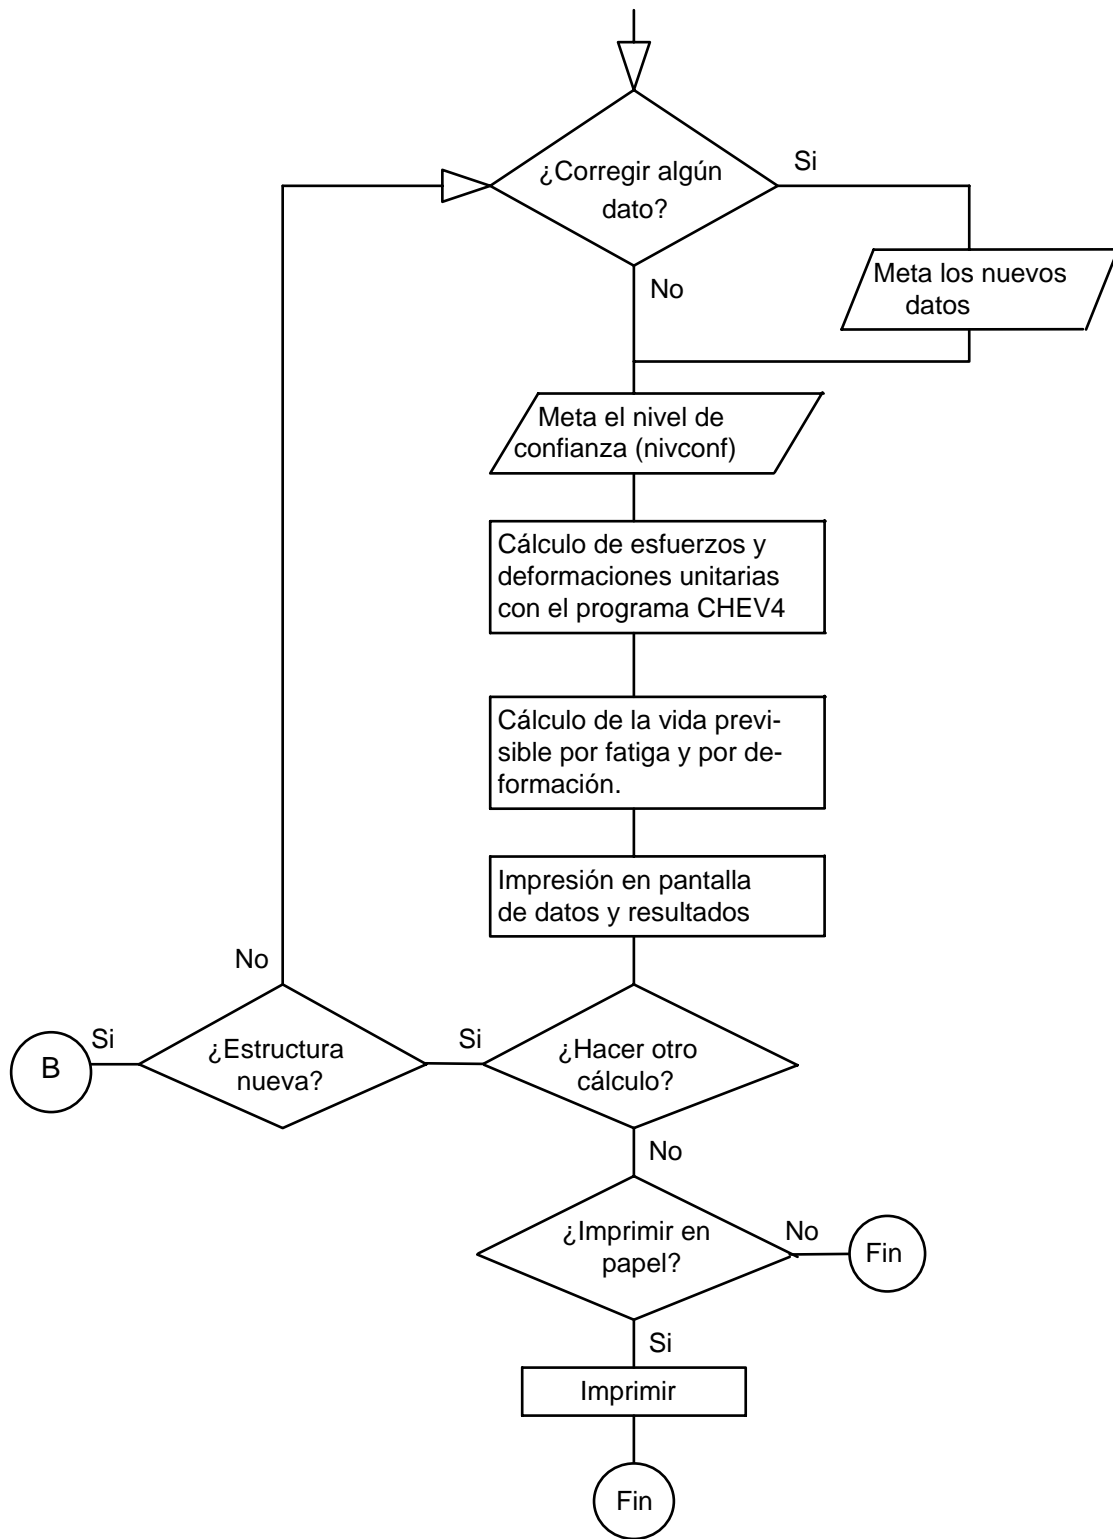 ¿Corregir algún
dato?
Si
No
Meta los nuevos
datos
Meta el nivel de
confianza (nivconf)
Cálculo de esfuerzos y
deformaciones unitarias
con el programa CHEV4
Cálculo de la vida previ-
sible por fatiga y por de-
formación.
Impresión en pantalla
de datos y resultados
No
B
Si
¿Estructura
nueva?
Si
¿Hacer otro
cálculo?
No
¿Imprimir en
papel?
No
Fin
Si
Imprimir
Fin